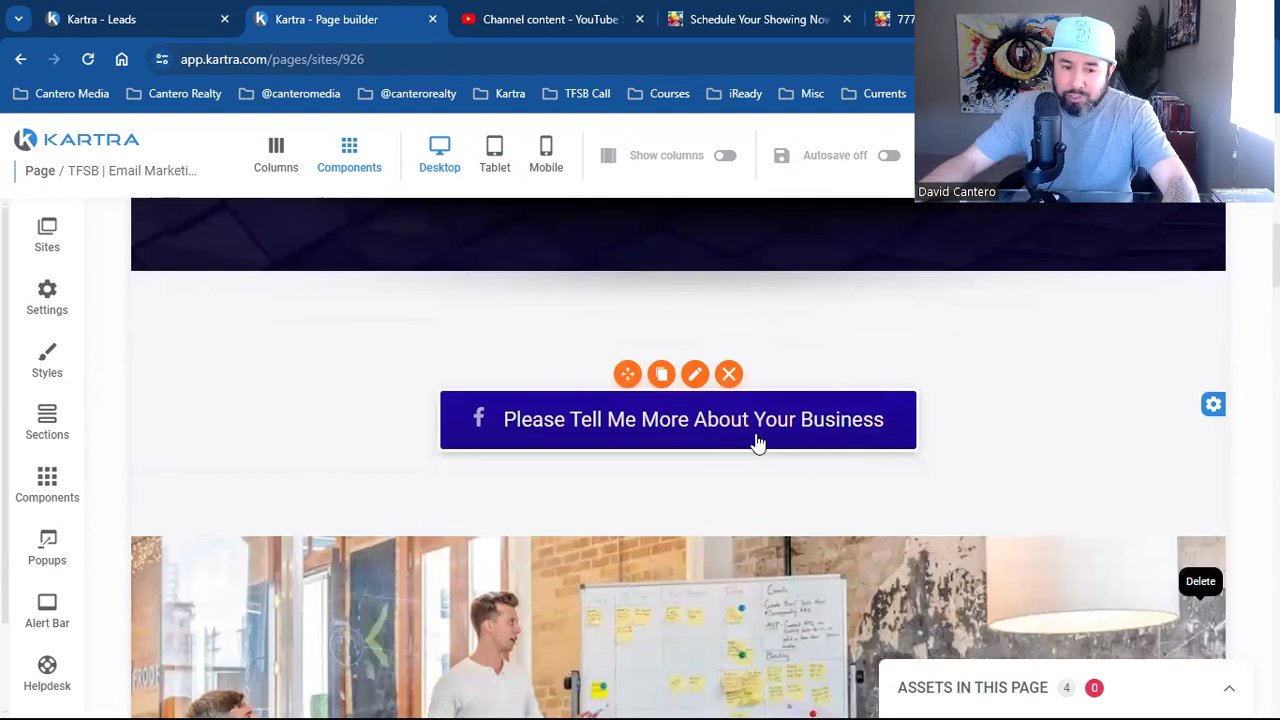 Kartra - Leads
Kartra - Page builder
Channel content - YouTube
Schedule Your Showing Now
777
app.kartra.com/pages/sites/926
Cantero Media
Cantero Realty
@canteromedia
@canterorealty
Kartra
TFSB Call
Courses
iReady
Misc
Currents
KARTRA
Page / TFSB | Email Marketi...
Columns
Components
Desktop
Tablet
Mobile
Show columns
Autosave off
David Cantero
Sites
Settings
Styles
Sections
Components
Popups
Alert Bar
Helpdesk
f Please Tell Me More About Your Business
Delete
ASSETS IN THIS PAGE 4 0